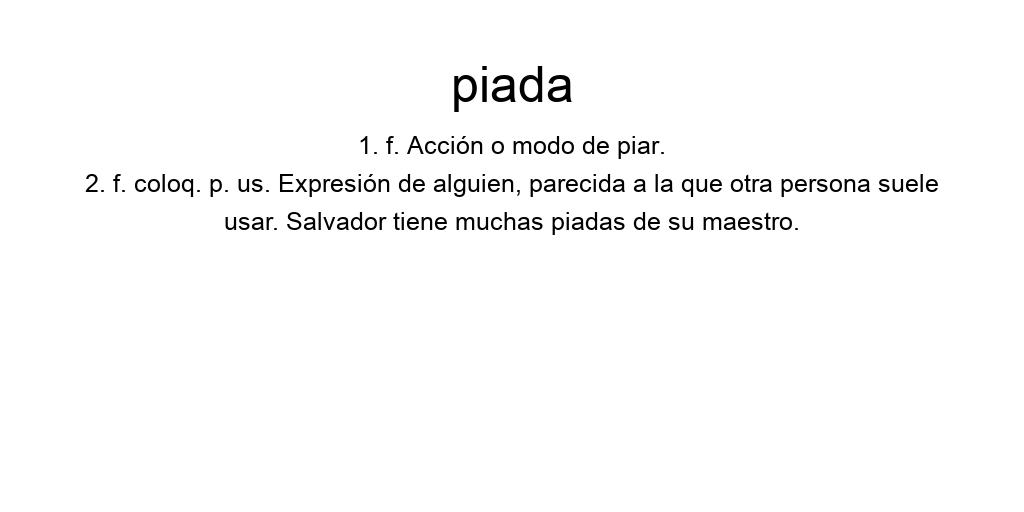 piada
1. f. Acción o modo de piar.
2. f. coloq. p. us. Expresión de alguien, parecida a la que otra persona suele
usar. Salvador tiene muchas piadas de su maestro.